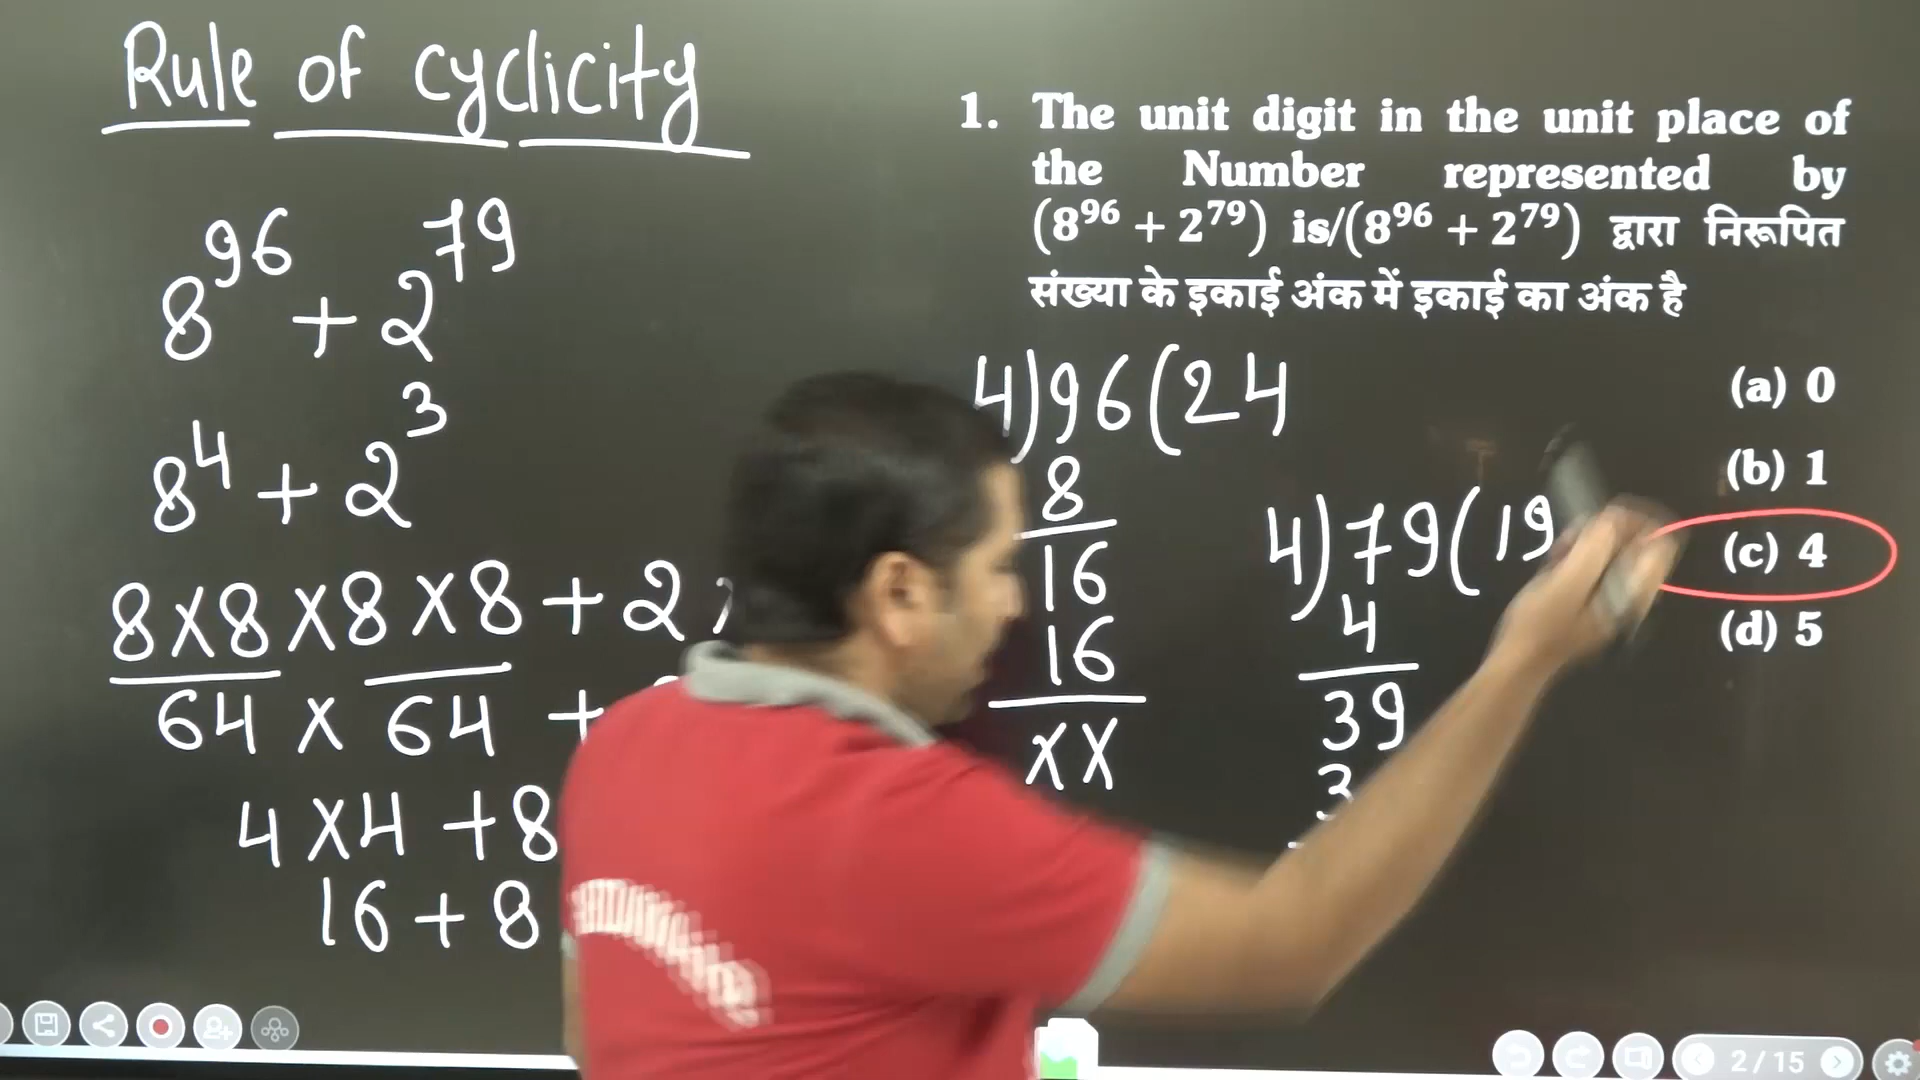 Rule of cyclicity
8^96 + 2^79
8^4 + 2^3
8×8×8×8 + 2
64 × 64 +
4×4 + 8
16 + 8
1. The unit digit in the unit place of
the Number represented by
(8^96 + 2^79) is/(8^96 + 2^79) द्वारा निरूपित
संख्या के इकाई अंक में इकाई का अंक है
4)96(24
8
16
16
××
4)79(19
4
39
3
(a) 0
(b) 1
(c) 4
(d) 5
2/15